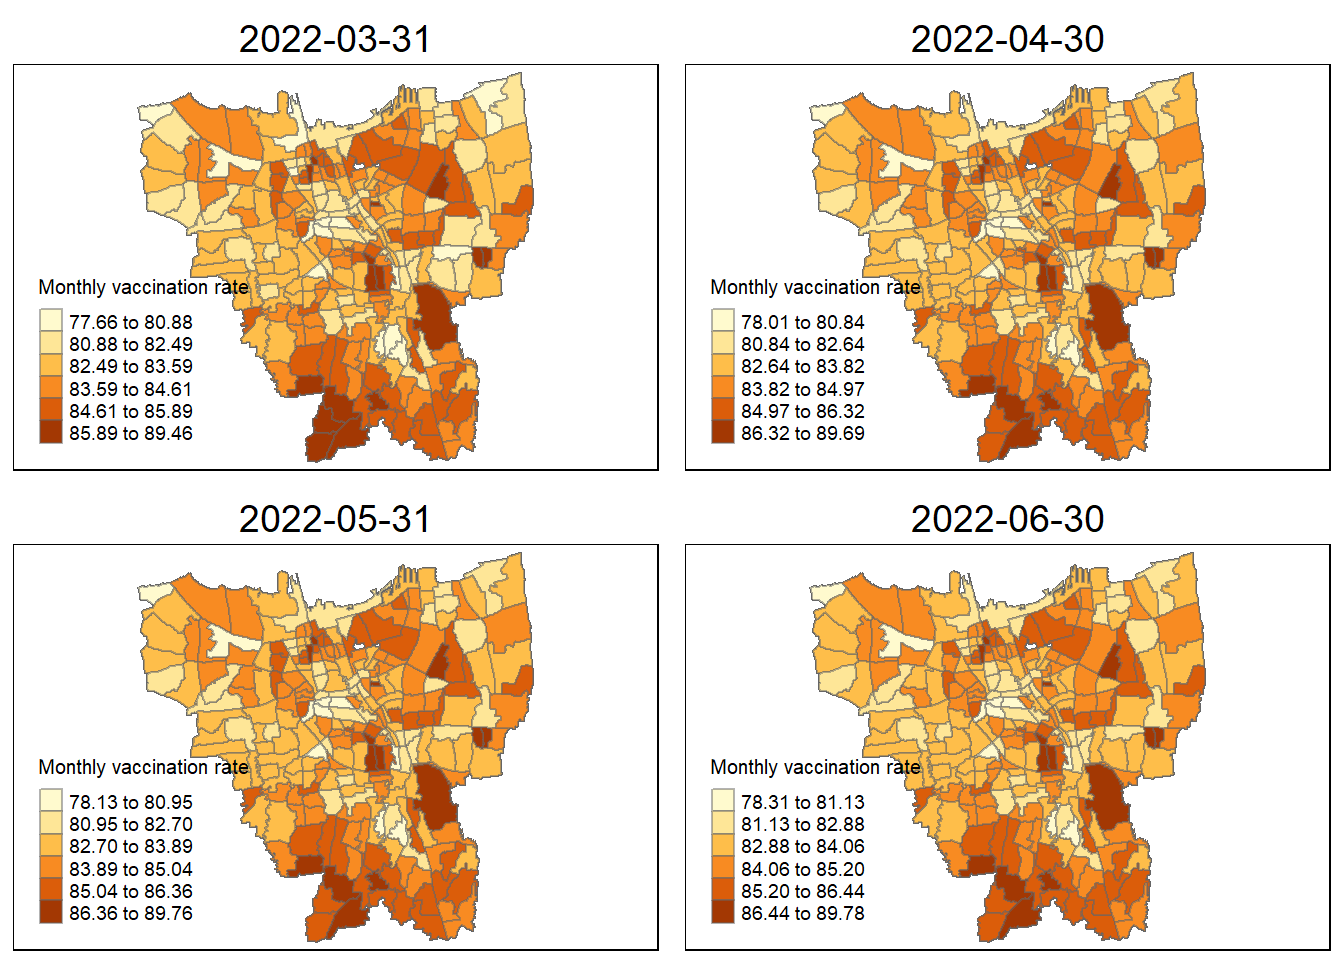 2022-03-31
Monthly vaccination rate
77.66 to 80.88
80.88 to 82.49
82.49 to 83.59
83.59 to 84.61
84.61 to 85.89
85.89 to 89.46
2022-04-30
Monthly vaccination rate
78.01 to 80.84
80.84 to 82.64
82.64 to 83.82
83.82 to 84.97
84.97 to 86.32
86.32 to 89.69
2022-05-31
Monthly vaccination rate
78.13 to 80.95
80.95 to 82.70
82.70 to 83.89
83.89 to 85.04
85.04 to 86.36
86.36 to 89.76
2022-06-30
Monthly vaccination rate
78.31 to 81.13
81.13 to 82.88
82.88 to 84.06
84.06 to 85.20
85.20 to 86.44
86.44 to 89.78